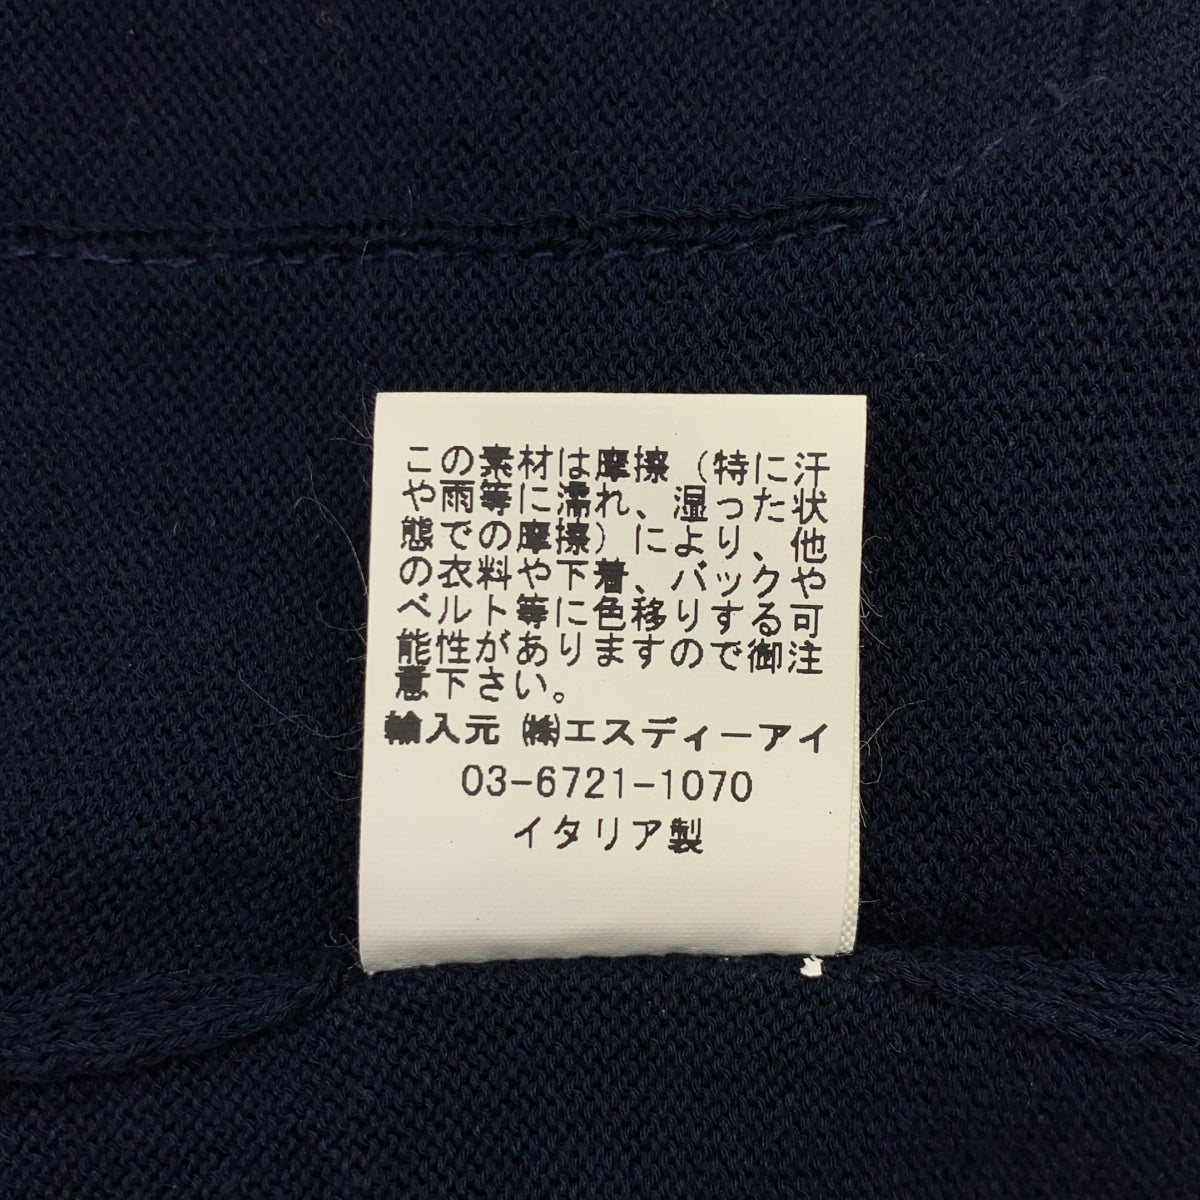 この素材は摩擦（特に汗
や雨等に濡れ、湿った状
態での摩擦）により、他
の衣料や下着、バックや
ベルト等に色移りする可
能性がありますので御注
意下さい。
輸入元 ㈱エスディーアイ
03-6721-1070
イタリア製